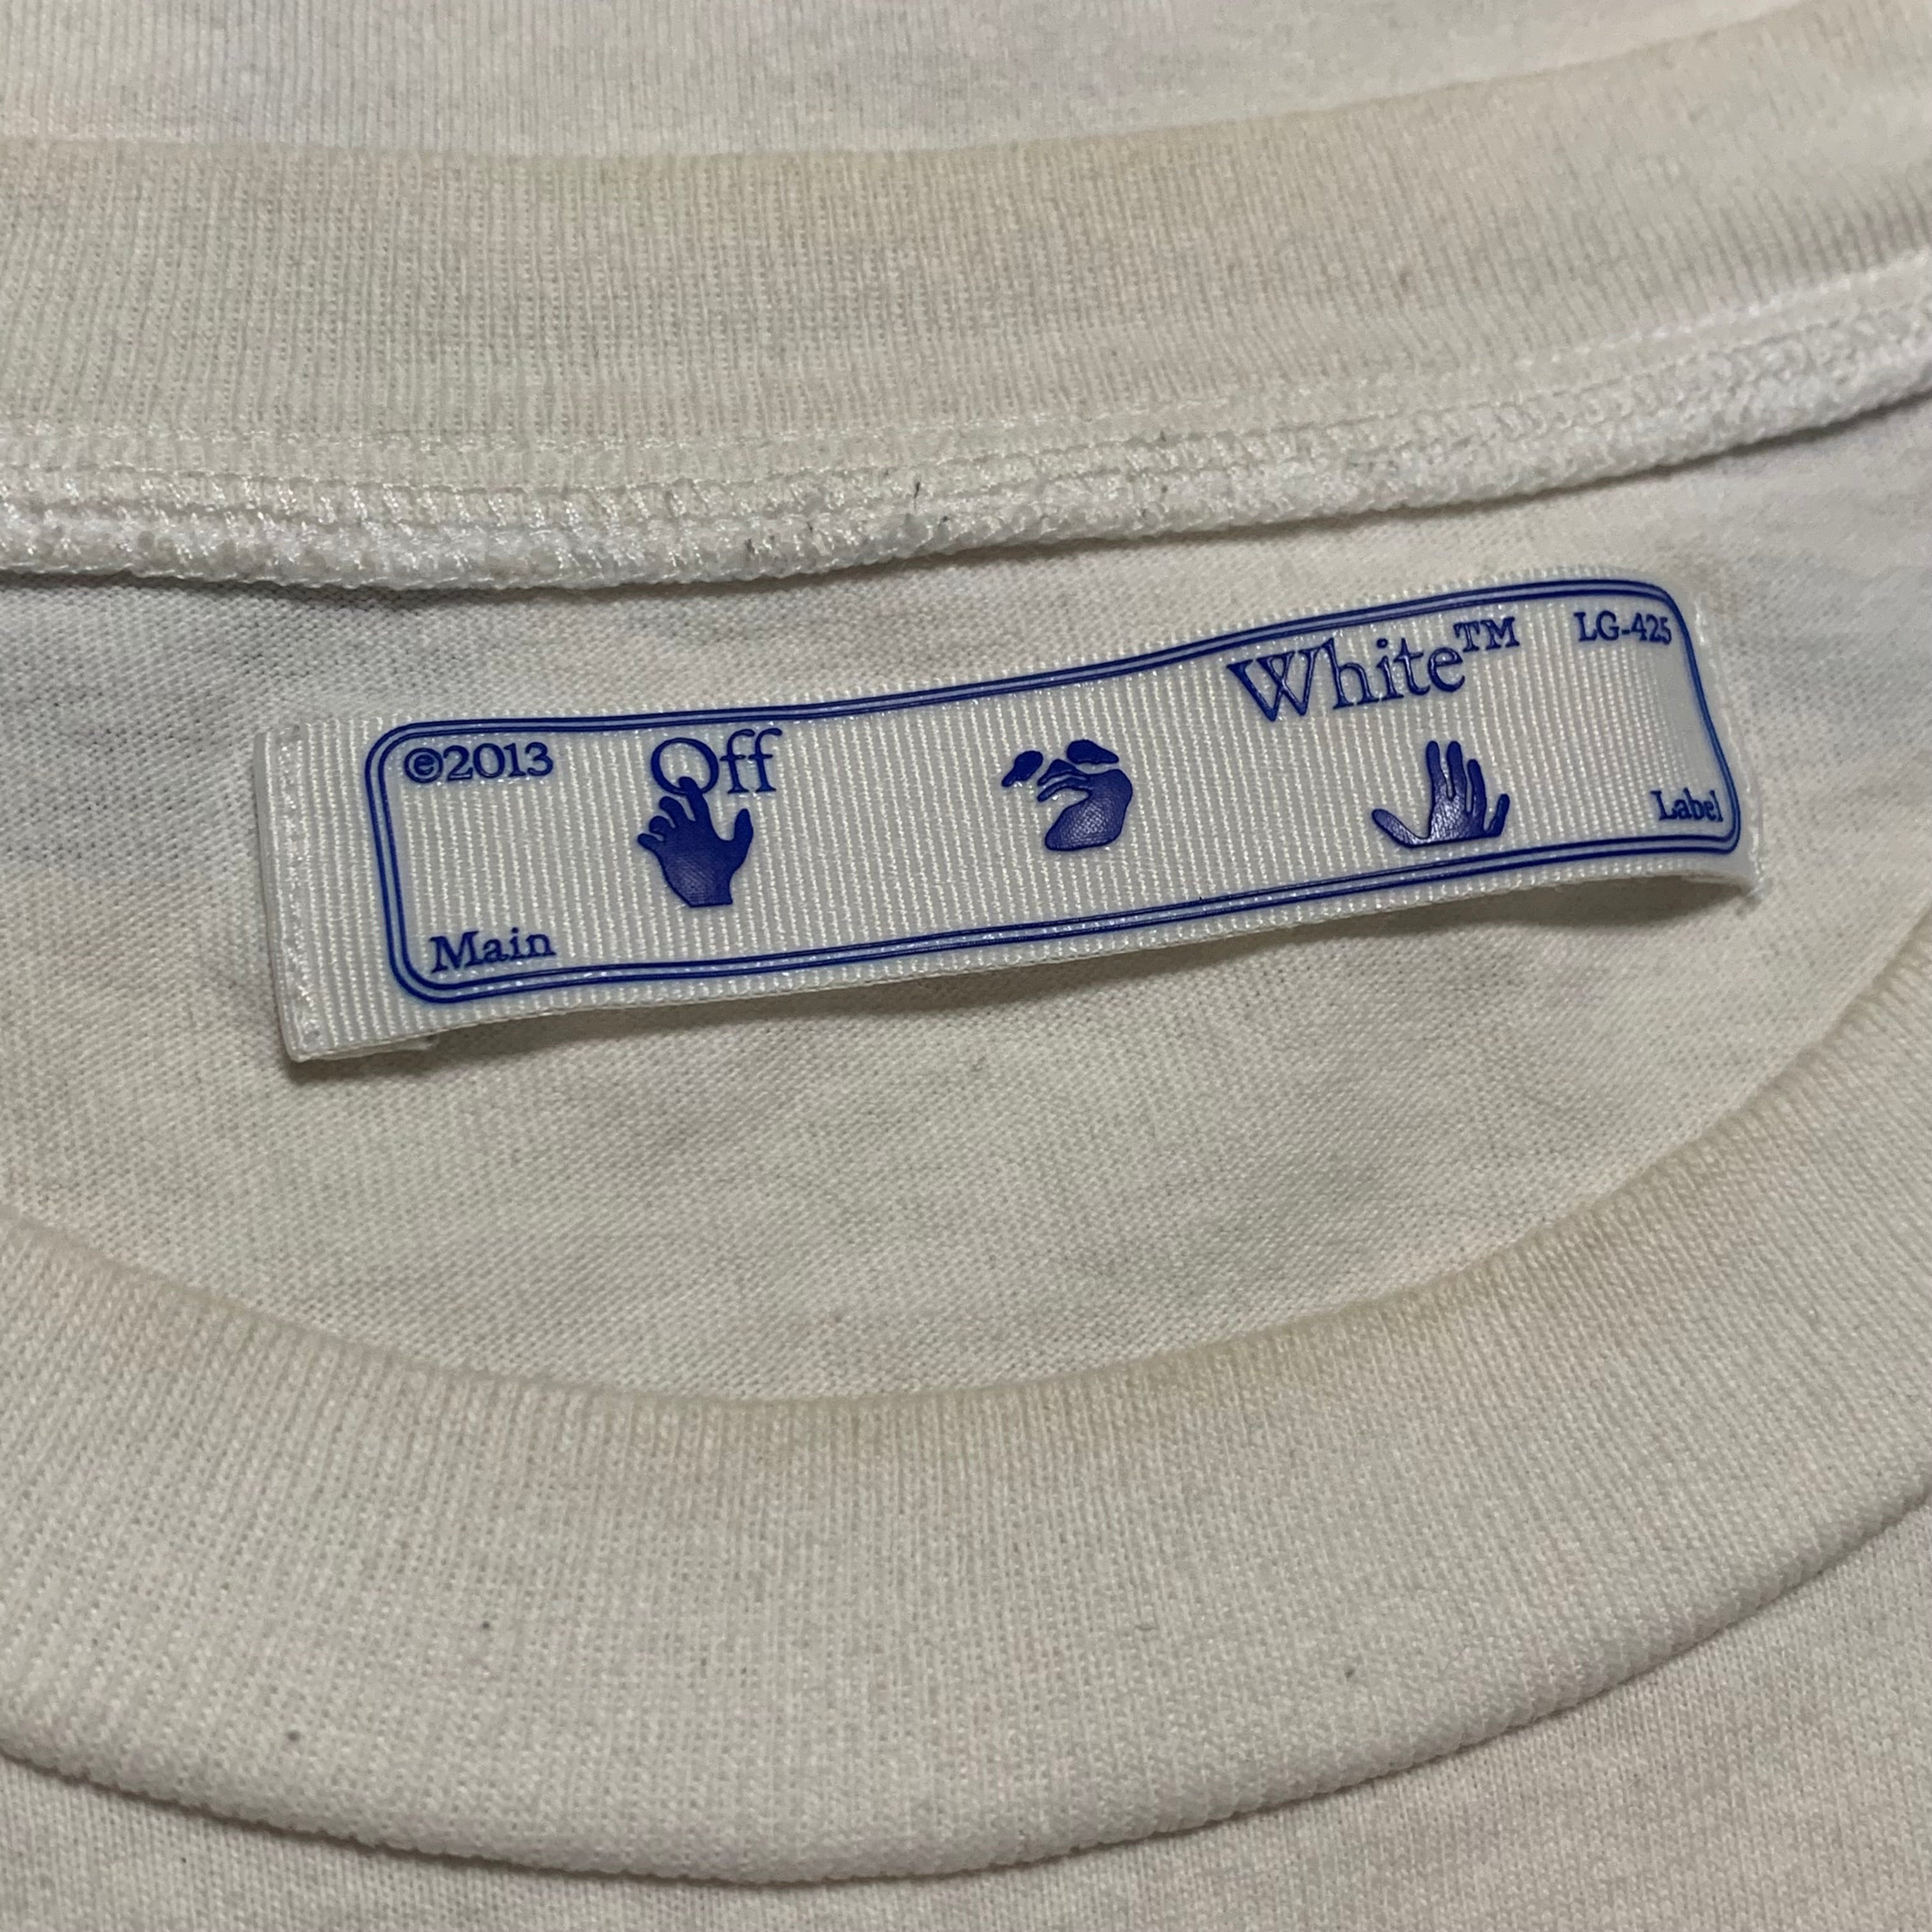 ©2013 Off White™ LG-425
Main Label